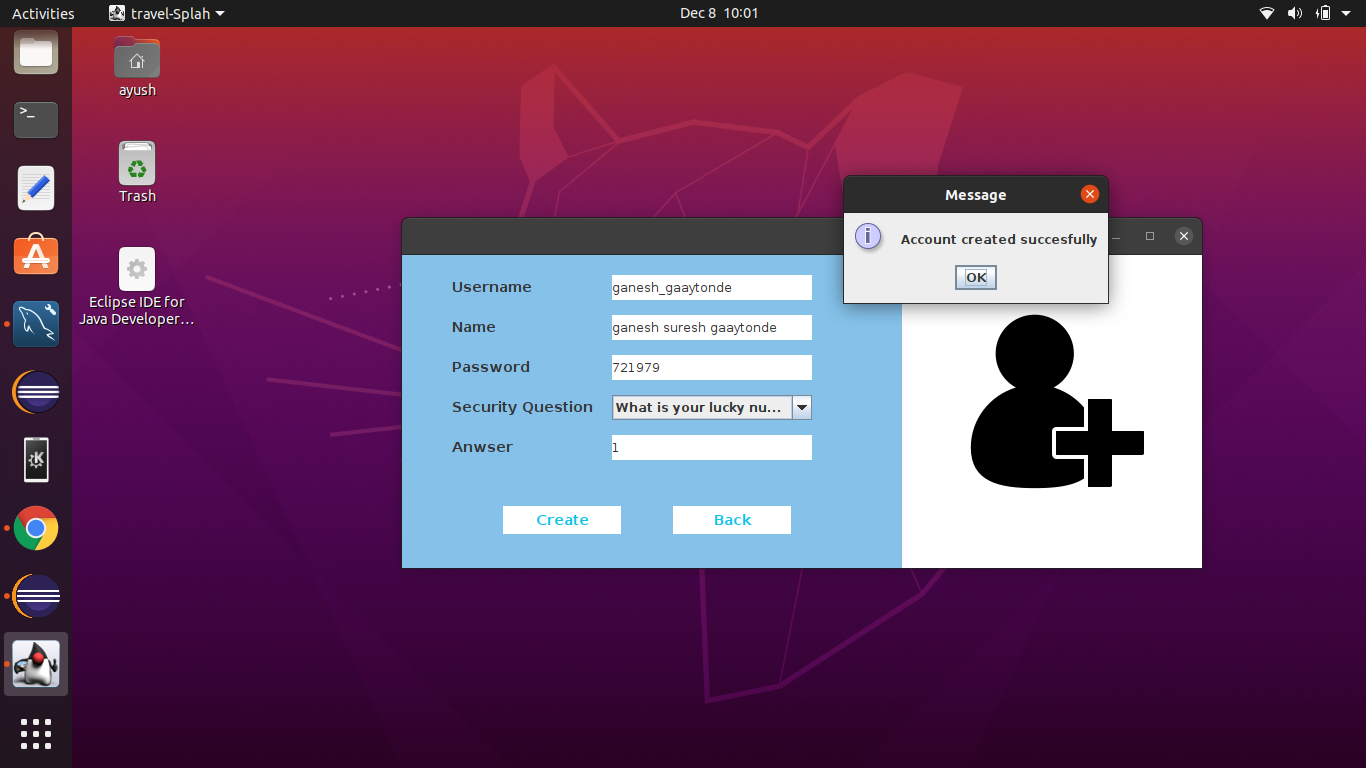 Activities travel-Splah Dec 8 10:01
ayush
Trash
Eclipse IDE for
Java Developer…
Message
Account created succesfully
OK
Username ganesh_gaaytonde
Name ganesh suresh gaaytonde
Password 721979
Security Question What is your lucky nu...
Anwser 1
Create Back